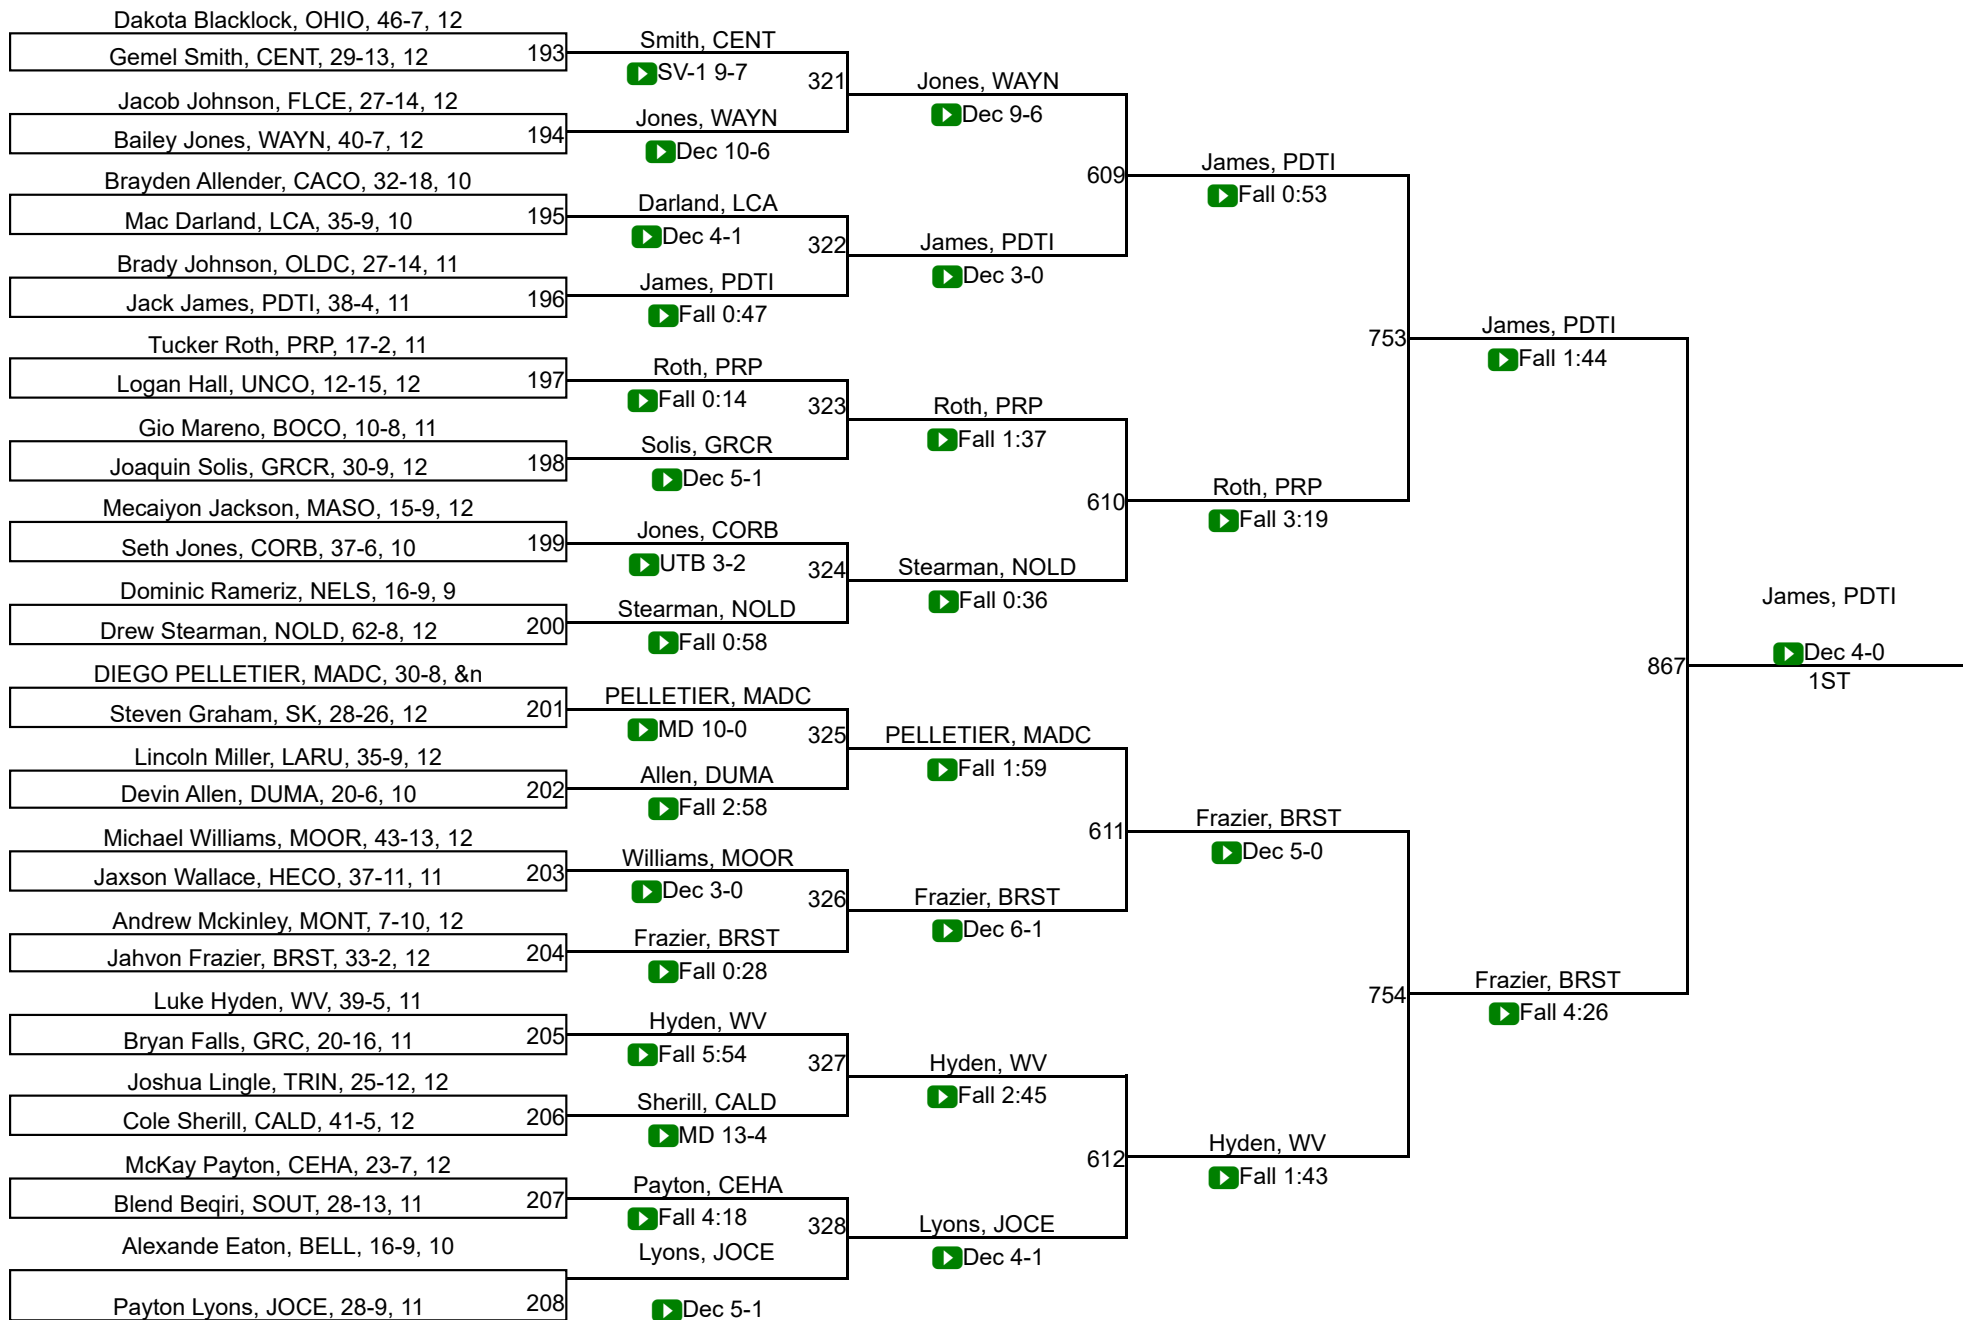 Dakota Blacklock, OHIO, 46-7, 12
Gemel Smith, CENT, 29-13, 12
193
Jacob Johnson, FLCE, 27-14, 12
Bailey Jones, WAYN, 40-7, 12
194
Brayden Allender, CACO, 32-18, 10
Mac Darland, LCA, 35-9, 10
195
Brady Johnson, OLDC, 27-14, 11
Jack James, PDTI, 38-4, 11
196
Tucker Roth, PRP, 17-2, 11
Logan Hall, UNCO, 12-15, 12
197
Gio Mareno, BOCO, 10-8, 11
Joaquin Solis, GRCR, 30-9, 12
198
Mecaiyon Jackson, MASO, 15-9, 12
Seth Jones, CORB, 37-6, 10
199
Dominic Rameriz, NELS, 16-9, 9
Drew Stearman, NOLD, 62-8, 12
200
DIEGO PELLETIER, MADC, 30-8, &n
Steven Graham, SK, 28-26, 12
201
Lincoln Miller, LARU, 35-9, 12
Devin Allen, DUMA, 20-6, 10
202
Michael Williams, MOOR, 43-13, 12
Jaxson Wallace, HECO, 37-11, 11
203
Andrew Mckinley, MONT, 7-10, 12
Jahvon Frazier, BRST, 33-2, 12
204
Luke Hyden, WV, 39-5, 11
Bryan Falls, GRC, 20-16, 11
205
Joshua Lingle, TRIN, 25-12, 12
Cole Sherill, CALD, 41-5, 12
206
McKay Payton, CEHA, 23-7, 12
Blend Beqiri, SOUT, 28-13, 11
207
Alexande Eaton, BELL, 16-9, 10
Payton Lyons, JOCE, 28-9, 11
208
Smith, CENT
SV-1 9-7
321
Jones, WAYN
Dec 10-6
Darland, LCA
Dec 4-1
322
James, PDTI
Fall 0:47
Roth, PRP
Fall 0:14
323
Solis, GRCR
Dec 5-1
Jones, CORB
UTB 3-2
324
Stearman, NOLD
Fall 0:58
PELLETIER, MADC
MD 10-0
325
Allen, DUMA
Fall 2:58
Williams, MOOR
Dec 3-0
326
Frazier, BRST
Fall 0:28
Hyden, WV
Fall 5:54
327
Sherill, CALD
MD 13-4
Payton, CEHA
Fall 4:18
328
Lyons, JOCE
Dec 5-1
Jones, WAYN
Dec 9-6
609
James, PDTI
Dec 3-0
Roth, PRP
Fall 1:37
610
Stearman, NOLD
Fall 0:36
PELLETIER, MADC
Fall 1:59
611
Frazier, BRST
Dec 6-1
Hyden, WV
Fall 2:45
612
Lyons, JOCE
Dec 4-1
James, PDTI
Fall 0:53
753
Roth, PRP
Fall 3:19
Frazier, BRST
Dec 5-0
754
Hyden, WV
Fall 1:43
James, PDTI
Fall 1:44
867
Frazier, BRST
Fall 4:26
James, PDTI
Dec 4-0
1ST